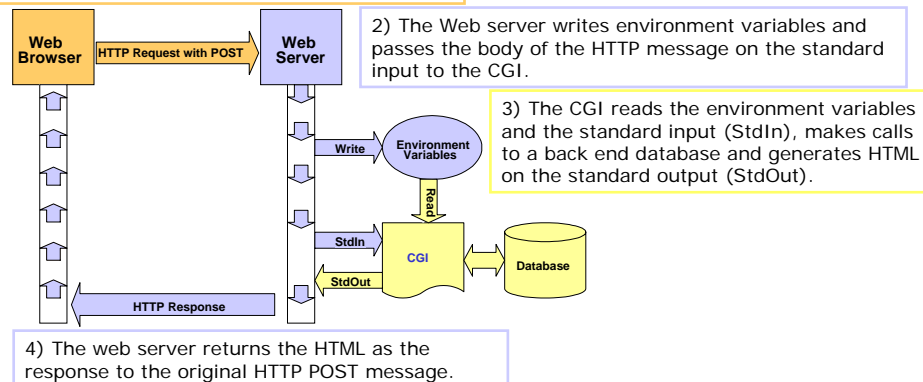 Web
Browser
HTTP Request with POST
Web
Server
2) The Web server writes environment variables and
passes the body of the HTTP message on the standard
input to the CGI.
3) The CGI reads the environment variables
and the standard input (StdIn), makes calls
to a back end database and generates HTML
on the standard output (StdOut).
Write
Environment
Variables
Read
StdIn
CGI
StdOut
Database
HTTP Response
4) The web server returns the HTML as the
response to the original HTTP POST message.